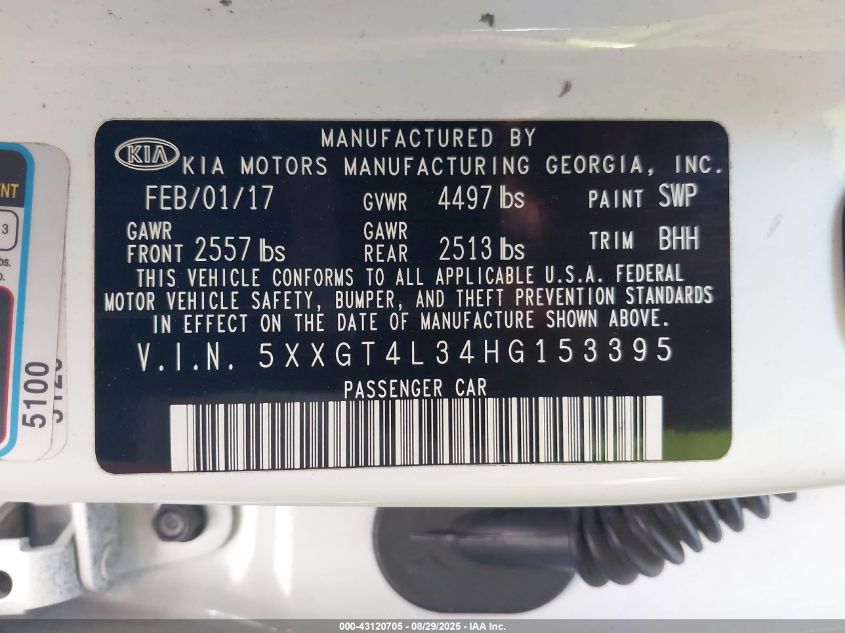 MANUFACTURED BY
KIA KIA MOTORS MANUFACTURING GEORGIA, INC.
FEB/01/17 GVWR 4497 lbs PAINT SWP
GAWR FRONT 2557 lbs GAWR REAR 2513 lbs TRIM BHH
THIS VEHICLE CONFORMS TO ALL APPLICABLE U.S.A. FEDERAL
MOTOR VEHICLE SAFETY, BUMPER, AND THEFT PREVENTION STANDARDS
IN EFFECT ON THE DATE OF MANUFACTURE SHOWN ABOVE.
V.I.N. 5XXGT4L34HG153395
PASSENGER CAR
3
5100
000-43120705 - 08/29/2025 - IAA Inc.